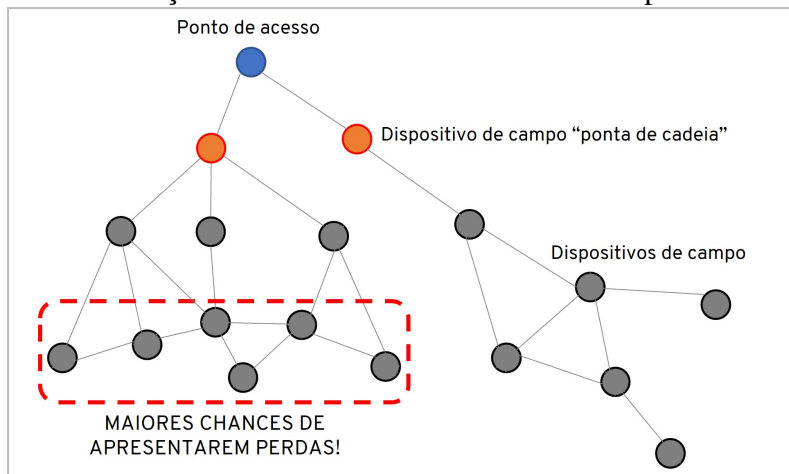 Ponto de acesso
Dispositivo de campo “ponta de cadeia”
Dispositivos de campo
MAIORES CHANCES DE
APRESENTAREM PERDAS!